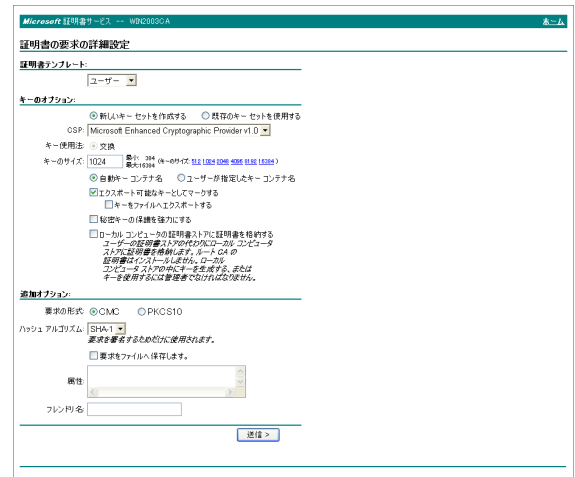 Microsoft 証明書サービス -- WIN2003CA ホーム
証明書の要求の詳細設定
証明書テンプレート:
ユーザー
キーのオプション:
新しいキー セットを作成する 既存のキー セットを使用する
CSP: Microsoft Enhanced Cryptographic Provider v1.0
キー使用法: 交換
キーのサイズ: 1024 最小: 384 最大:16384 (キーのサイズ: 512 1024 2048 4096 8192 16384 )
自動キー コンテナ名 ユーザーが指定したキー コンテナ名
エクスポート可能なキーとしてマークする
キーをファイルへエクスポートする
秘密キーの保護を強力にする
ローカル コンピュータの証明書ストアに証明書を格納する
ユーザーの証明書ストアの代わりにローカル コンピュータ
ストアに証明書を格納します。ルート CA の
証明書はインストールしません。ローカル
コンピュータ ストアの中にキーを生成する、または
キーを使用するには管理者でなければなりません。
追加オプション:
要求の形式: CMC PKCS10
ハッシュ アルゴリズム: SHA-1
要求を署名するためだけに使用されます。
要求をファイルへ保存します。
属性:
フレンドリ名:
送信 >